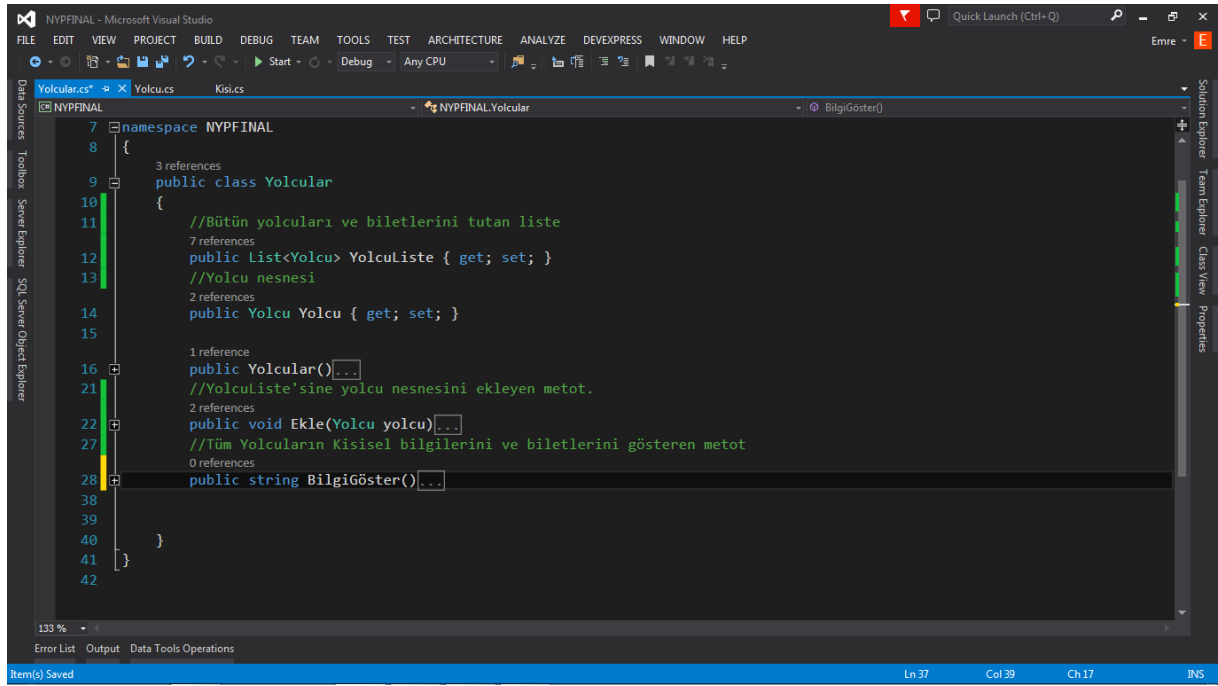 NYPFINAL - Microsoft Visual Studio
Quick Launch (Ctrl+Q)
FILE EDIT VIEW PROJECT BUILD DEBUG TEAM TOOLS TEST ARCHITECTURE ANALYZE DEVEXPRESS WINDOW HELP
Emre E
Start Debug Any CPU
Yolcular.cs* Yolcu.cs Kisi.cs
C# NYPFINAL NYPFINAL.Yolcular BilgiGöster()
Data Sources
Toolbox
Server Explorer
SQL Server Object Explorer
7 namespace NYPFINAL
8 {
3 references
9 public class Yolcular
10 {
11 //Bütün yolcuları ve biletlerini tutan liste
7 references
12 public List<Yolcu> YolcuListe { get; set; }
13 //Yolcu nesnesi
2 references
14 public Yolcu Yolcu { get; set; }
15
1 reference
16 public Yolcular()...
21 //YolcuListe'sine yolcu nesnesini ekleyen metot.
2 references
22 public void Ekle(Yolcu yolcu)...
27 //Tüm Yolcuların Kisisel bilgilerini ve biletlerini gösteren metot
0 references
28 public string BilgiGöster()...
38
39
40 }
41 }
42
Solution Explorer
Team Explorer
Class View
Properties
133 %
Error List Output Data Tools Operations
Item(s) Saved Ln 37 Col 39 Ch 17 INS